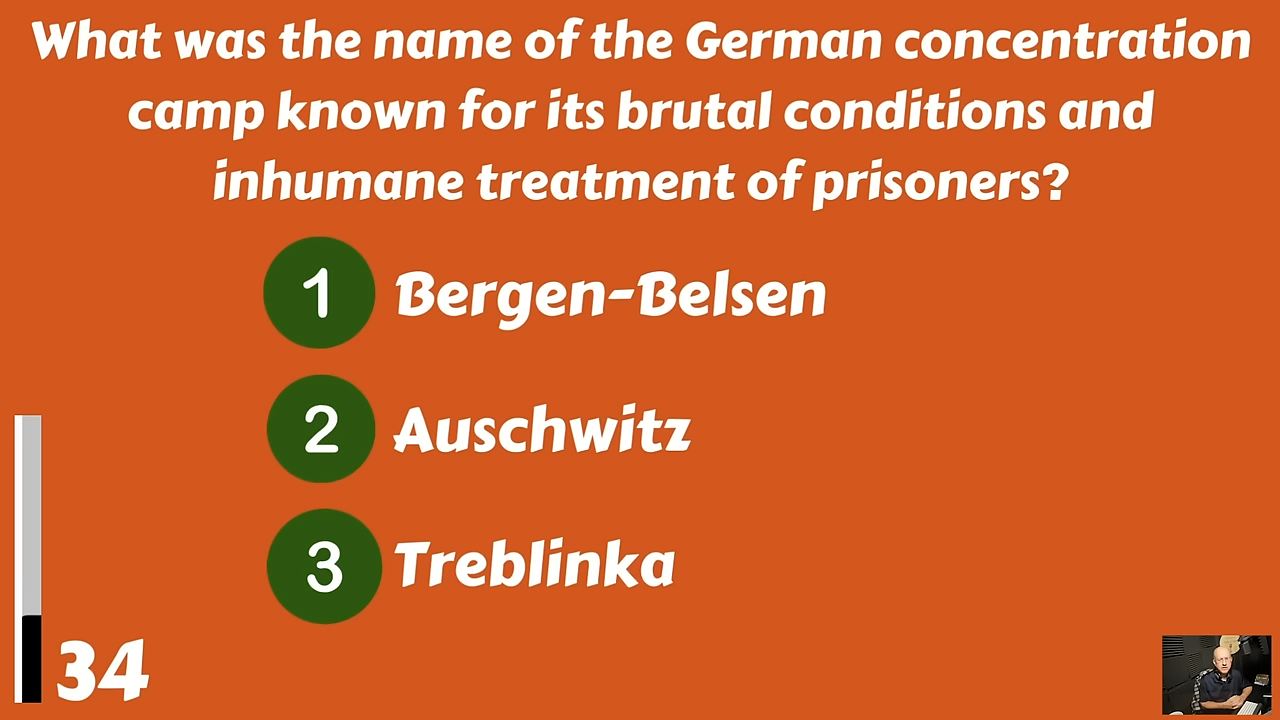 What was the name of the German concentration
camp known for its brutal conditions and
inhumane treatment of prisoners?
1 Bergen-Belsen
2 Auschwitz
3 Treblinka
34